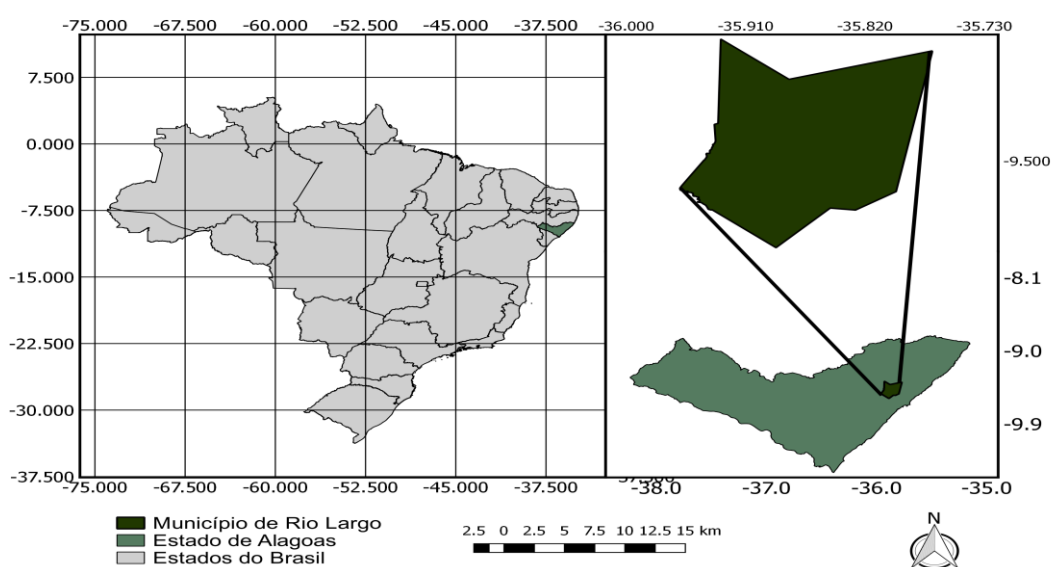 -75.000 -67.500 -60.000 -52.500 -45.000 -37.500
-36.000 -35.910 -35.820 -35.730
7.500
0.000
-7.500
-15.000
-22.500
-30.000
-37.500
-9.500
-8.1
-9.0
-9.9
-75.000 -67.500 -60.000 -52.500 -45.000 -37.500
-38.0 -37.0 -36.0 -35.0
Município de Rio Largo
Estado de Alagoas
Estados do Brasil
2.5 0 2.5 5 7.5 10 12.5 15 km
N